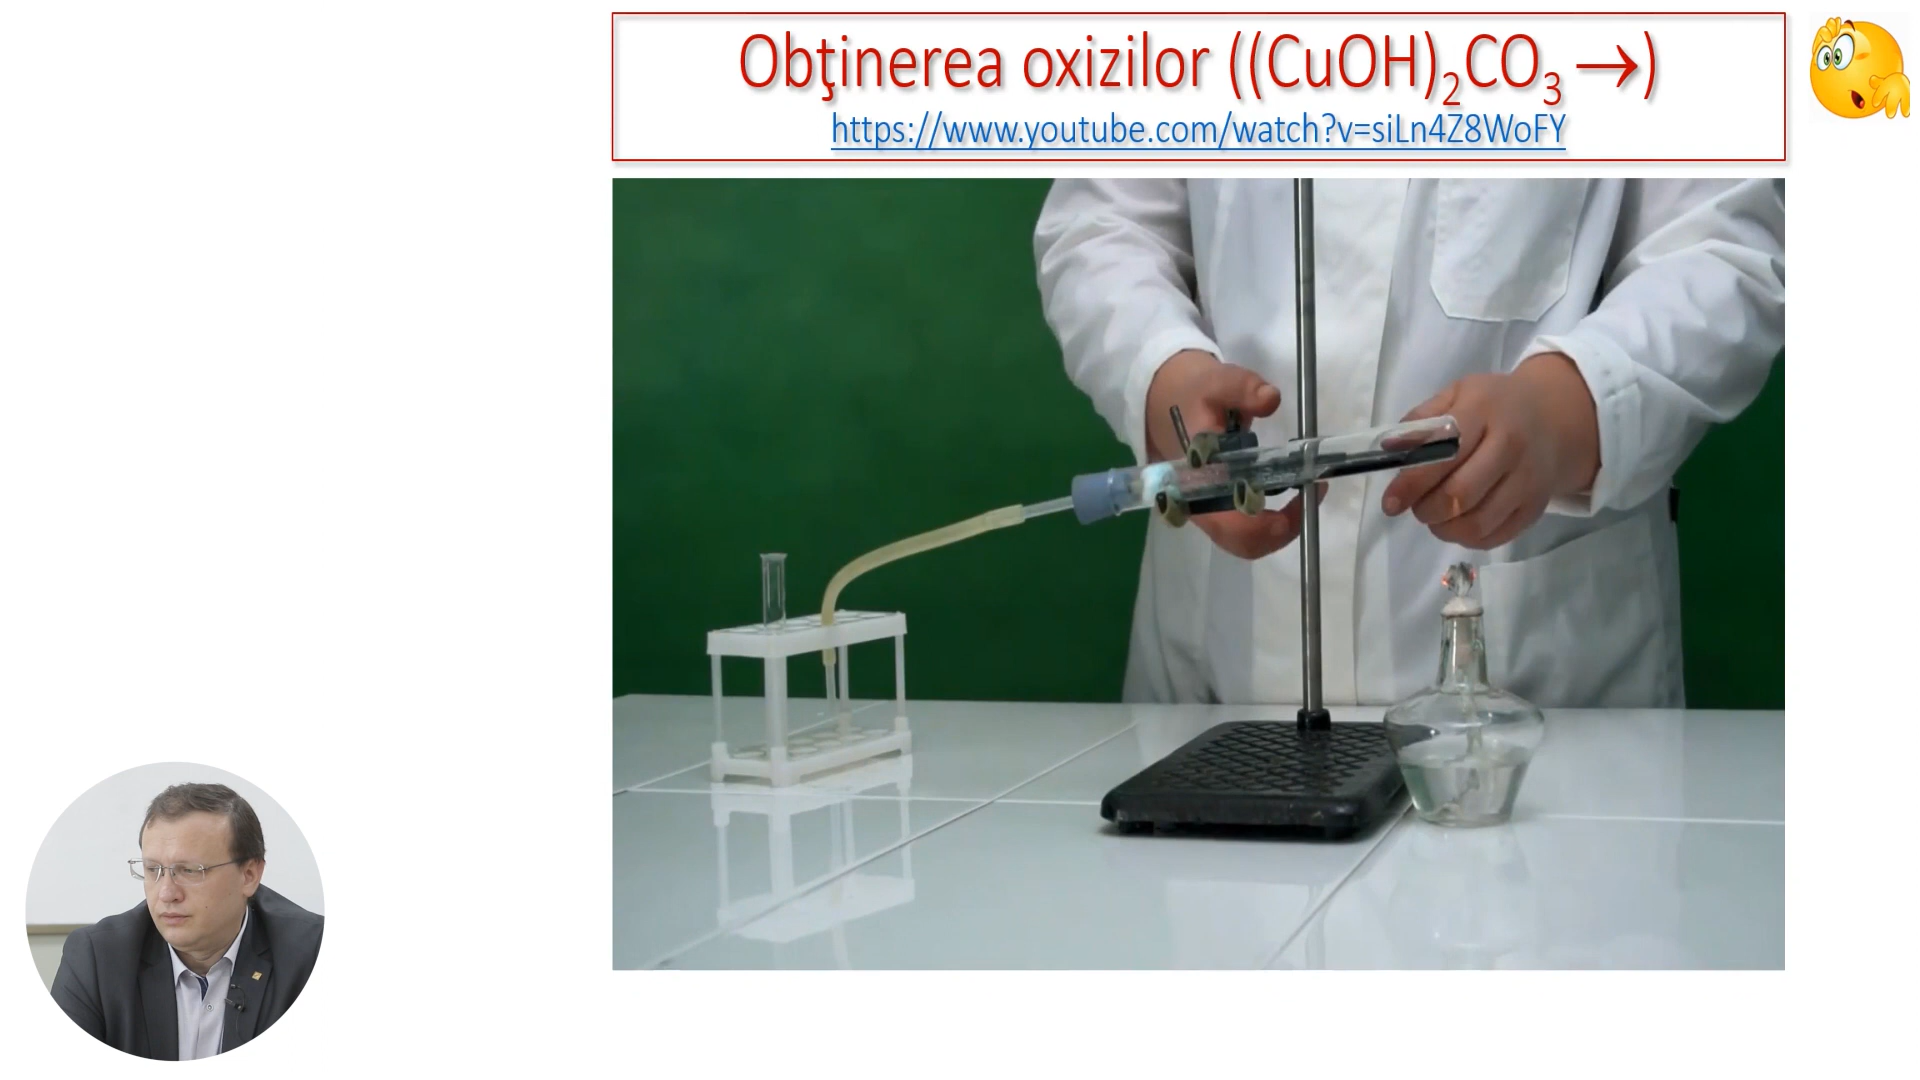 Obţinerea oxizilor ((CuOH)₂CO₃ →)
https://www.youtube.com/watch?v=siLn4Z8WoFY